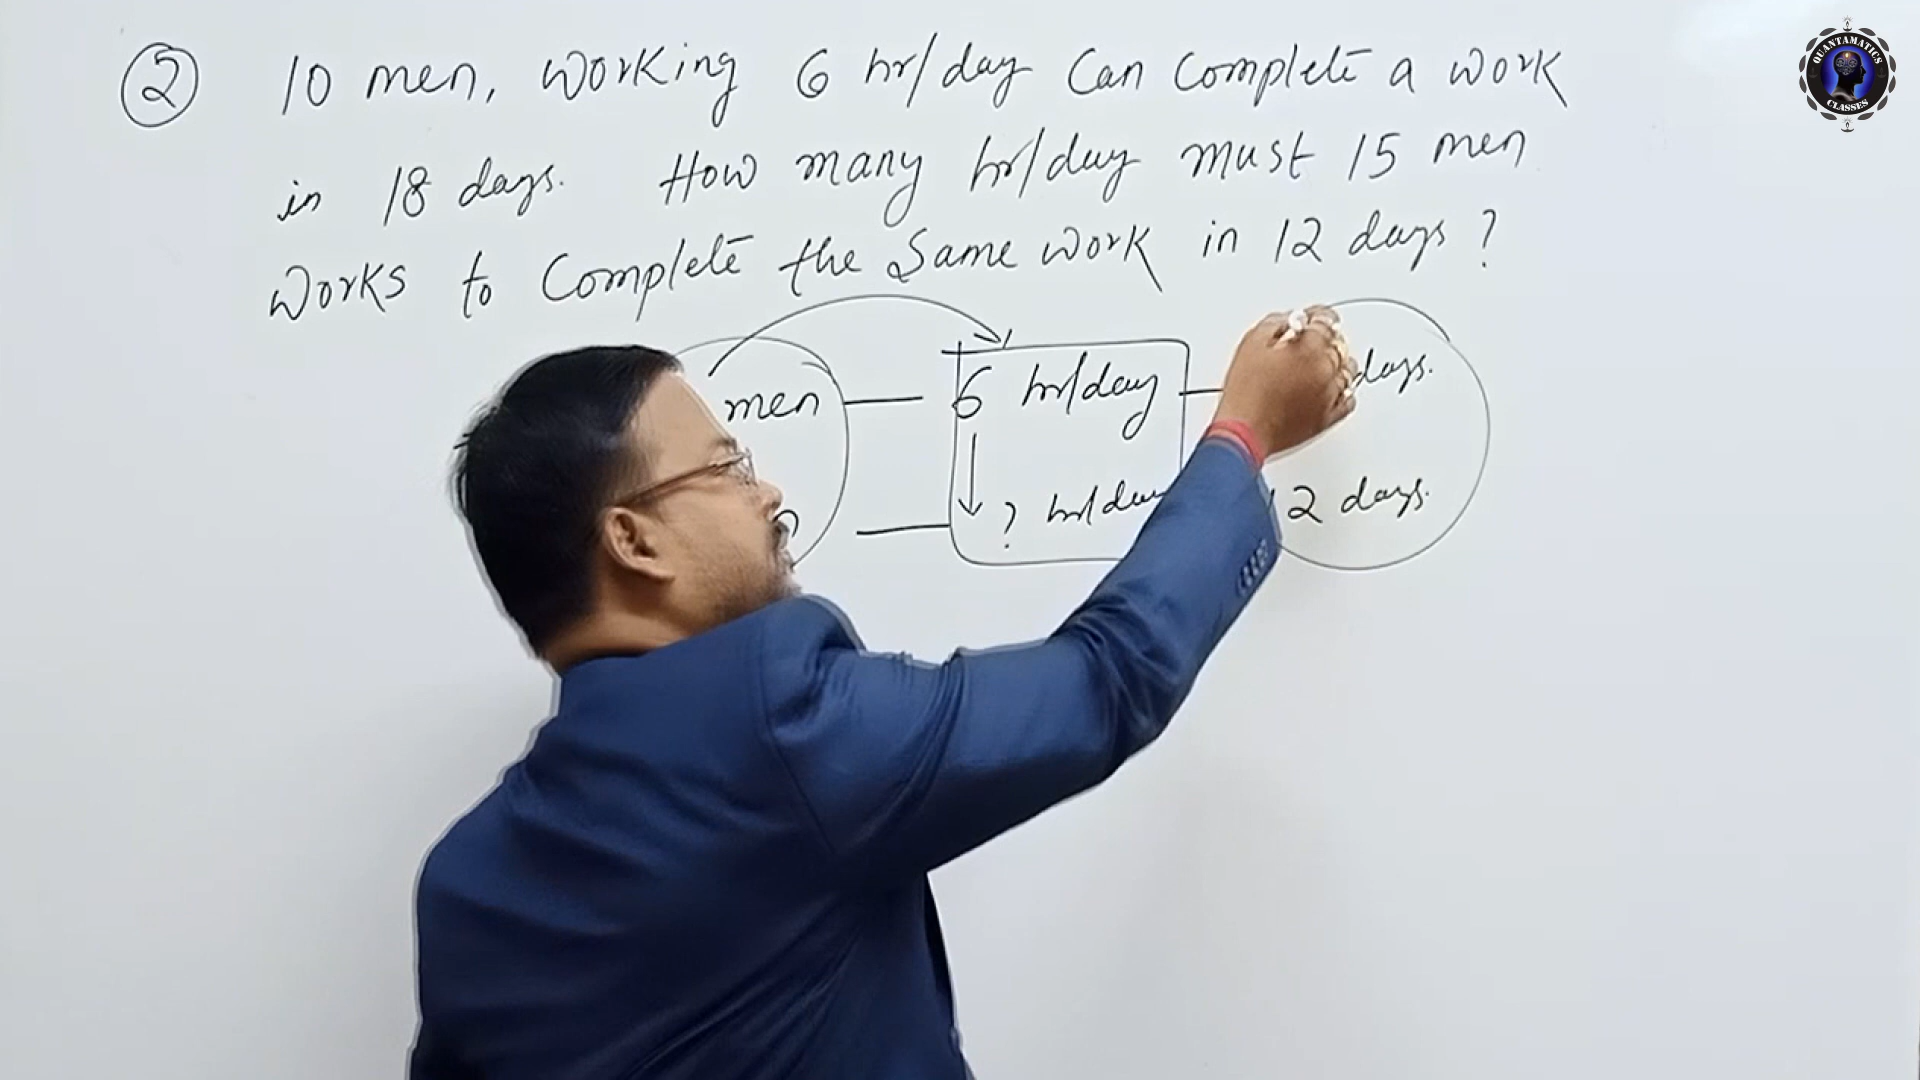 ② 10 men, working 6 hr/day Can Complete a work
in 18 days. How many hr/day must 15 men
works to Complete the Same work in 12 days ?
men — 6 hr/day — days.
— ? hr/day 12 days.
QUANTAMATICS
CLASSES